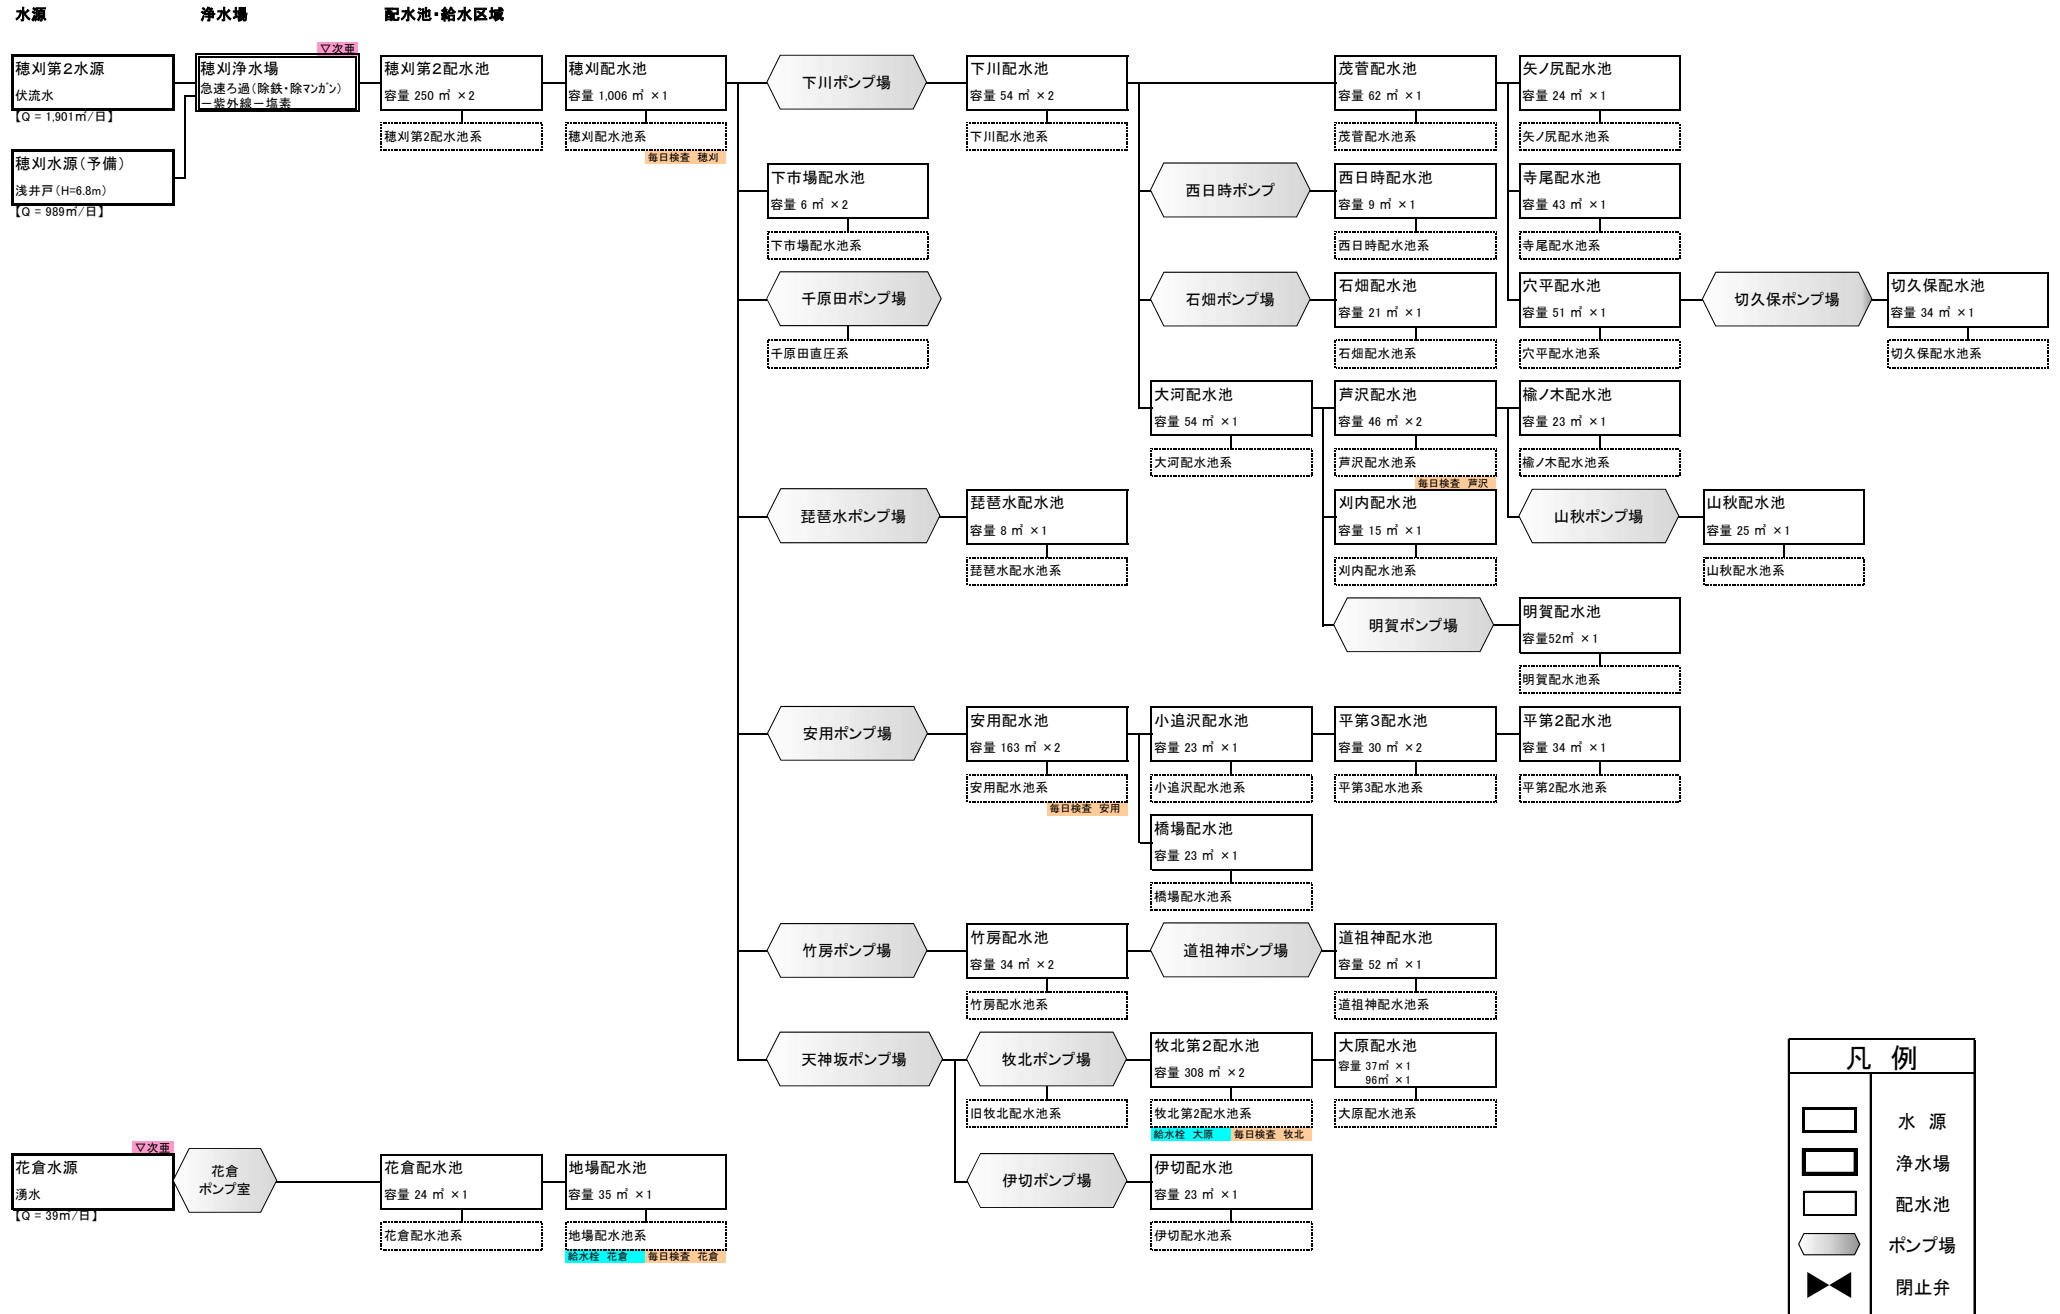 水源
浄水場
配水池・給水区域
▽次亜
穂刈第２水源
伏流水
【Q = 1,901㎥/日】
穂刈水源（予備）
浅井戸（H=6.8m）
【Q = 989㎥/日】
穂刈浄水場
急速ろ過（除鉄・除ﾏﾝｶﾞﾝ）
－紫外線－塩素
穂刈第２配水池
容量 250 ㎥ ×2
穂刈第2配水池系
穂刈配水池
容量 1,006 ㎥ ×1
穂刈配水池系
毎日検査 穂刈
下川ポンプ場
下川配水池
容量 54 ㎥ ×2
下川配水池系
茂菅配水池
容量 62 ㎥ ×1
茂菅配水池系
矢ノ尻配水池
容量 24 ㎥ ×1
矢ノ尻配水池系
下市場配水池
容量 6 ㎥ ×2
下市場配水池系
西日時ポンプ
西日時配水池
容量 9 ㎥ ×1
西日時配水池系
寺尾配水池
容量 43 ㎥ ×1
寺尾配水池系
千原田ポンプ場
千原田直圧系
石畑ポンプ場
石畑配水池
容量 21 ㎥ ×1
石畑配水池系
穴平配水池
容量 51 ㎥ ×1
穴平配水池系
切久保ポンプ場
切久保配水池
容量 34 ㎥ ×1
切久保配水池系
大河配水池
容量 54 ㎥ ×1
大河配水池系
芦沢配水池
容量 46 ㎥ ×2
芦沢配水池系
毎日検査 芦沢
楡ノ木配水池
容量 23 ㎥ ×1
楡ノ木配水池系
琵琶水ポンプ場
琵琶水配水池
容量 8 ㎥ ×1
琵琶水配水池系
刈内配水池
容量 15 ㎥ ×1
刈内配水池系
山秋ポンプ場
山秋配水池
容量 25 ㎥ ×1
山秋配水池系
明賀ポンプ場
明賀配水池
容量52㎥ ×1
明賀配水池系
安用ポンプ場
安用配水池
容量 163 ㎥ ×2
安用配水池系
毎日検査 安用
小追沢配水池
容量 23 ㎥ ×1
小追沢配水池系
平第３配水池
容量 30 ㎥ ×2
平第3配水池系
平第２配水池
容量 34 ㎥ ×1
平第2配水池系
橋場配水池
容量 23 ㎥ ×1
橋場配水池系
竹房ポンプ場
竹房配水池
容量 34 ㎥ ×2
竹房配水池系
道祖神ポンプ場
道祖神配水池
容量 52 ㎥ ×1
道祖神配水池系
天神坂ポンプ場
牧北ポンプ場
旧牧北配水池系
牧北第２配水池
容量 308 ㎥ ×2
牧北第2配水池系
給水栓 大原
毎日検査 牧北
大原配水池
容量 37㎥ ×1
96㎥ ×1
大原配水池系
▽次亜
花倉水源
湧水
【Q = 39㎥/日】
花倉
ポンプ室
花倉配水池
容量 24 ㎥ ×1
花倉配水池系
地場配水池
容量 35 ㎥ ×1
地場配水池系
給水栓 花倉
毎日検査 花倉
伊切ポンプ場
伊切配水池
容量 23 ㎥ ×1
伊切配水池系
凡 例
水 源
浄水場
配水池
ポンプ場
閉止弁